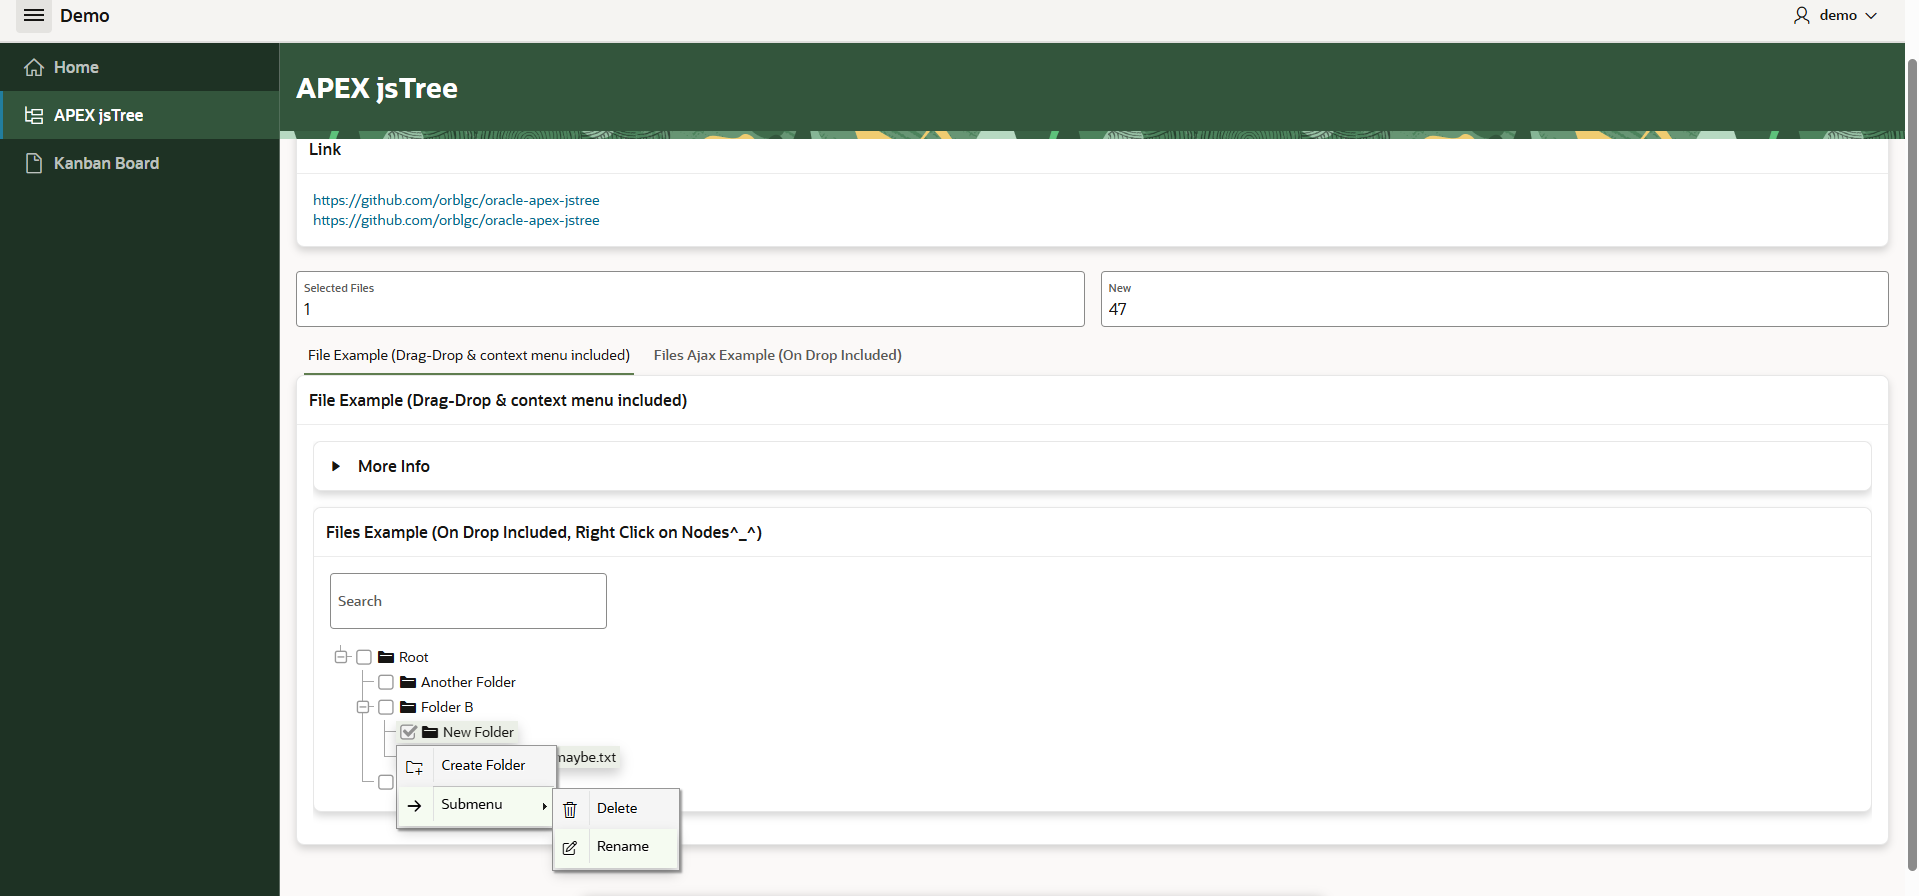 Demo
demo
Home
APEX jsTree
Kanban Board
APEX jsTree
Link
https://github.com/orblgc/oracle-apex-jstree
https://github.com/orblgc/oracle-apex-jstree
Selected Files
1
New
47
File Example (Drag-Drop & context menu included)
Files Ajax Example (On Drop Included)
File Example (Drag-Drop & context menu included)
More Info
Files Example (On Drop Included, Right Click on Nodes^_^)
Search
Root
Another Folder
Folder B
New Folder
maybe.txt
Create Folder
Submenu
Delete
Rename